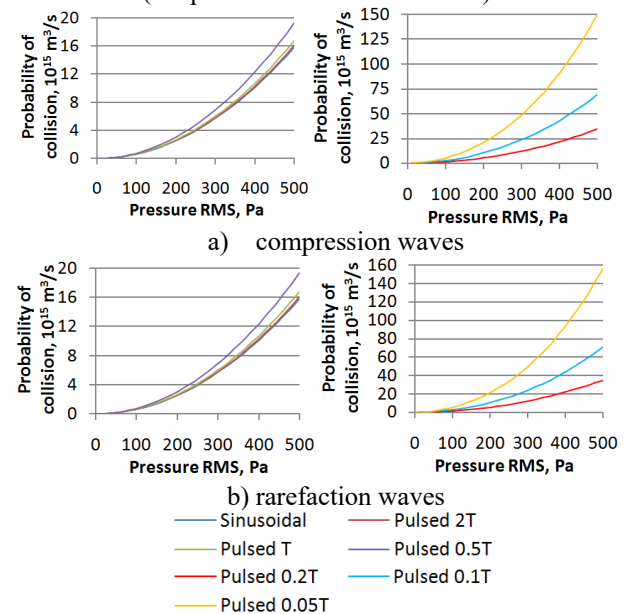 20
16
12
8
4
0
Probability of
collision, 10¹⁵ m³/s
0 100 200 300 400 500
Pressure RMS, Pa
150
125
100
75
50
25
0
Probability of
collision, 10¹⁵ m³/s
0 100 200 300 400 500
Pressure RMS, Pa
a) compression waves
20
16
12
8
4
0
Probability of
collision, 10¹⁵ m³/s
0 100 200 300 400 500
Pressure RMS, Pa
160
140
120
100
80
60
40
20
0
Probability of
collision, 10¹⁵ m³/s
0 100 200 300 400 500
Pressure RMS, Pa
b) rarefaction waves
Sinusoidal Pulsed 2T
Pulsed T Pulsed 0.5T
Pulsed 0.2T Pulsed 0.1T
Pulsed 0.05T